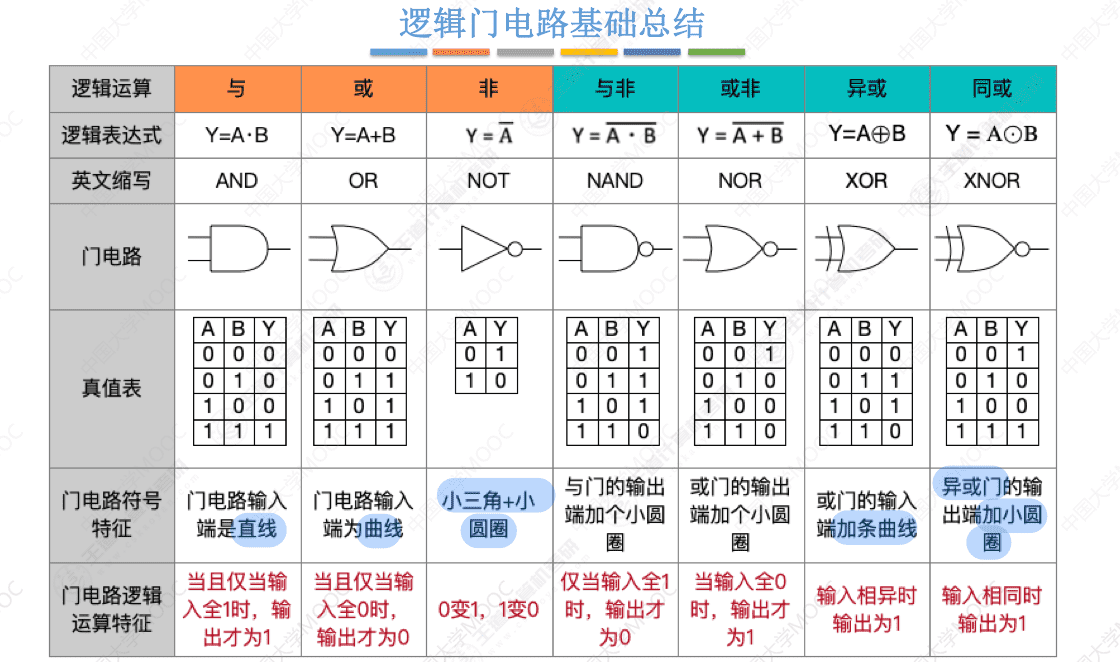 逻辑门电路基础总结
逻辑运算 与 或 非 与非 或非 异或 同或
逻辑表达式 Y=A·B Y=A+B Y = A̅ Y = A̅ ̅·̅ ̅B̅ Y = A̅ ̅+̅ ̅B̅ Y=A⊕B Y = A⊙B
英文缩写 AND OR NOT NAND NOR XOR XNOR
门电路
真值表
A B Y
0 0 0
0 1 0
1 0 0
1 1 1
A B Y
0 0 0
0 1 1
1 0 1
1 1 1
A Y
0 1
1 0
A B Y
0 0 1
0 1 1
1 0 1
1 1 0
A B Y
0 0 1
0 1 0
1 0 0
1 1 0
A B Y
0 0 0
0 1 1
1 0 1
1 1 0
A B Y
0 0 1
0 1 0
1 0 0
1 1 1
门电路符号
特征
门电路输入
端是直线
门电路输入
端为曲线
小三角+小
圆圈
与门的输出
端加个小圆
圈
或门的输出
端加个小圆
圈
或门的输入
端加条曲线
异或门的输
出端加小圆
圈
门电路逻辑
运算特征
当且仅当输
入全1时，输
出才为1
当且仅当输
入全0时，
输出才为0
0变1，1变0
仅当输入全1
时，输出才
为0
当输入全0
时，输出才
为1
输入相异时
输出为1
输入相同时
输出为1